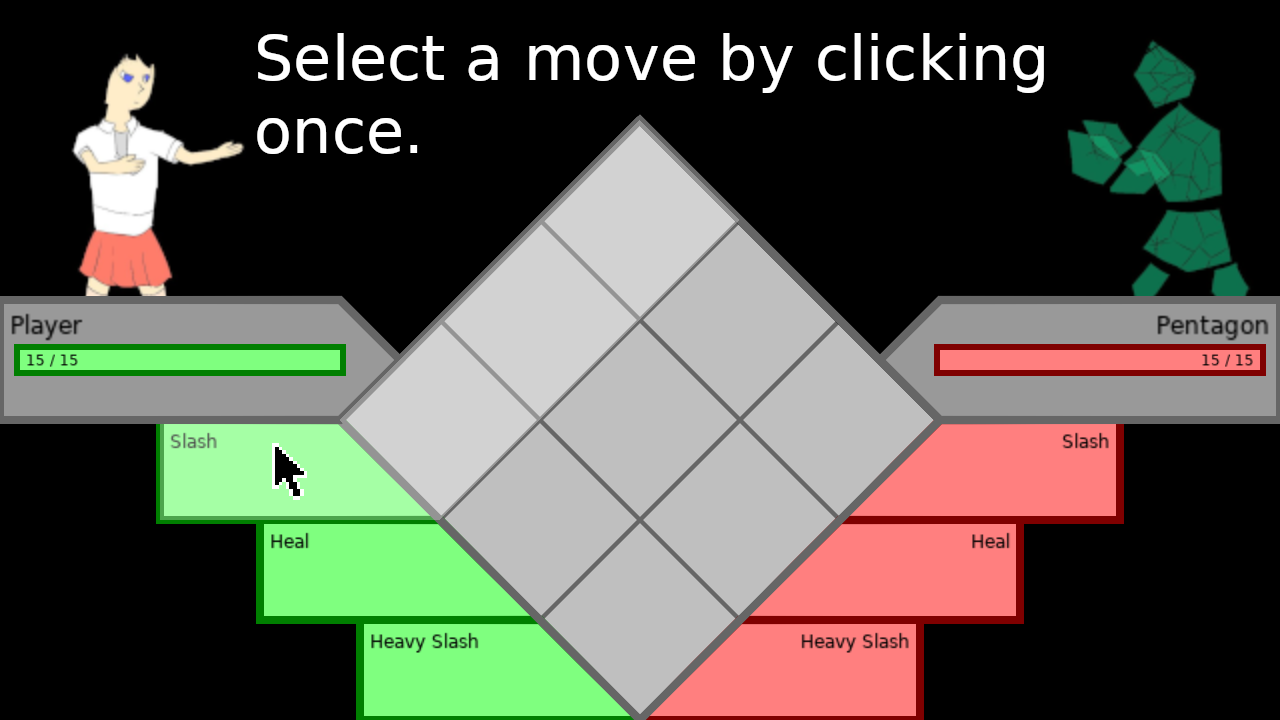 Select a move by clicking
once.
Player
Pentagon
15 / 15
15 / 15
Slash
Slash
Heal
Heal
Heavy Slash
Heavy Slash